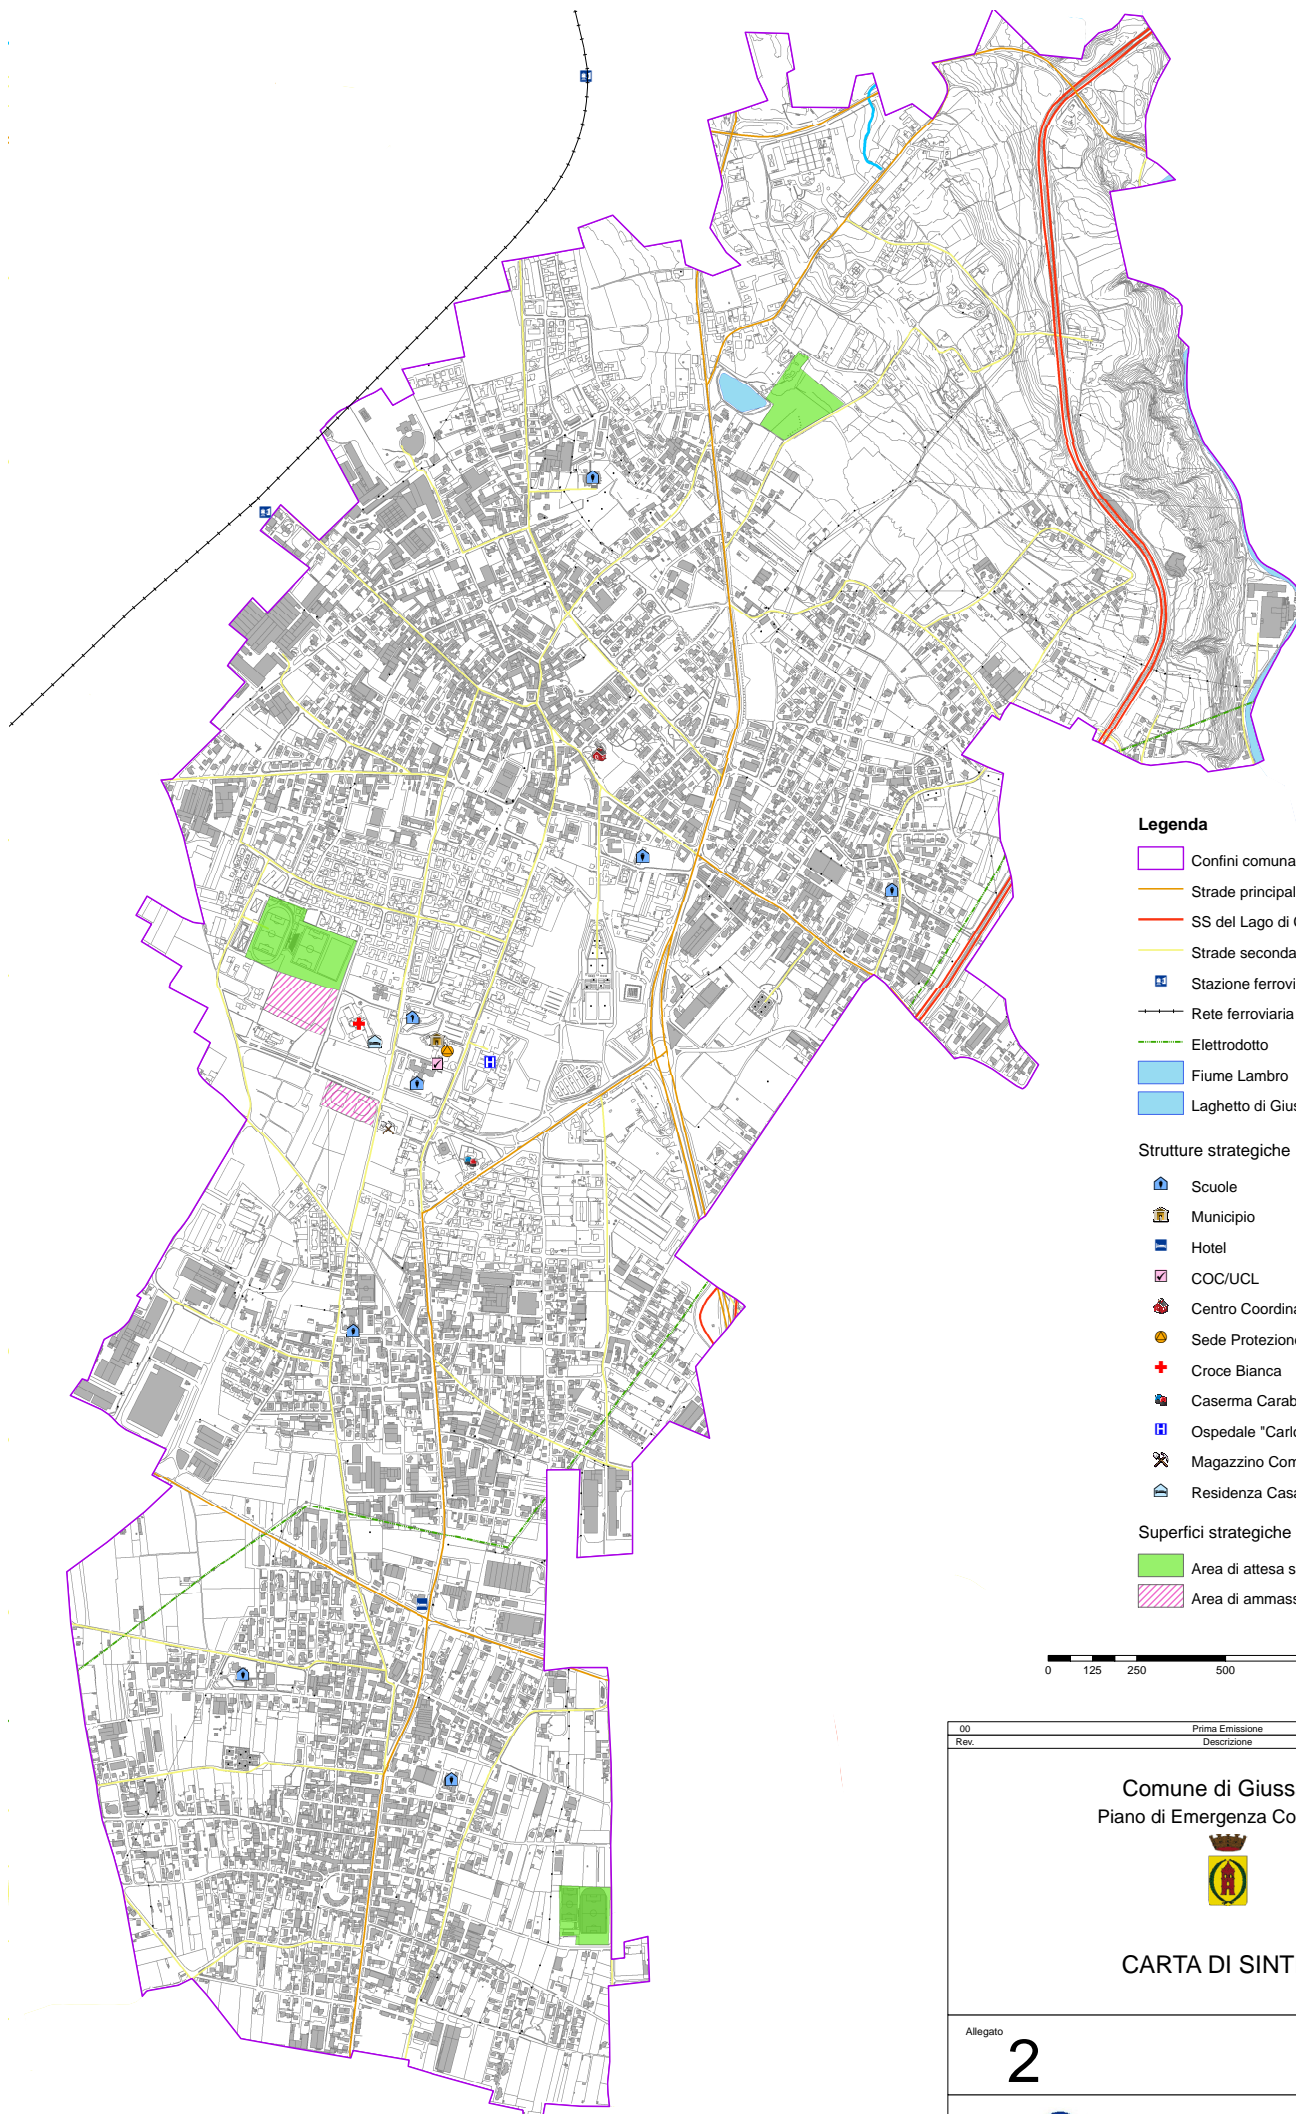 Legenda
Confini comuna
Strade principal
SS del Lago di
Strade seconda
Stazione ferrovi
Rete ferroviaria
Elettrodotto
Fiume Lambro
Laghetto di Gius
Strutture strategiche
Scuole
Municipio
Hotel
COC/UCL
Centro Coordina
Sede Protezione
Croce Bianca
Caserma Carab
Ospedale "Carlo
Magazzino Com
Residenza Casa
Superfici strategiche
Area di attesa s
Area di ammass
0 125 250 500
00 Prima Emissione
Rev. Descrizione
Comune di Giuss
Piano di Emergenza Co
CARTA DI SINT
Allegato
2